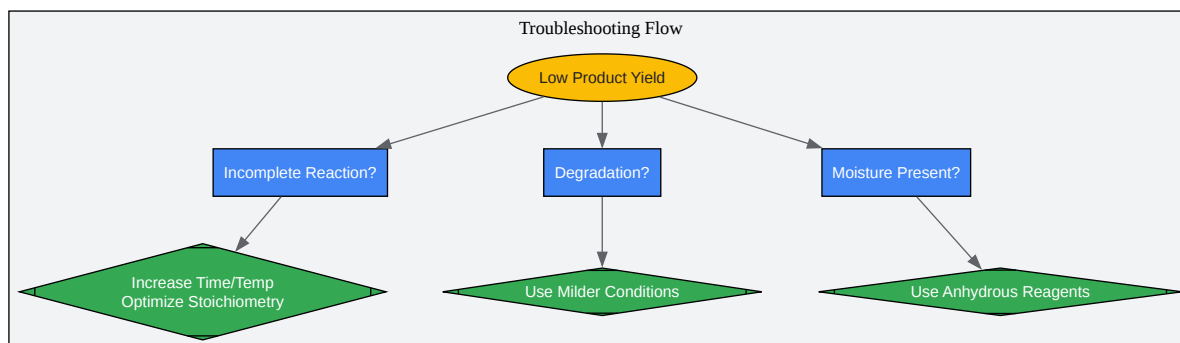 Troubleshooting Flow
Low Product Yield
Incomplete Reaction?
Degradation?
Moisture Present?
Increase Time/Temp
Optimize Stoichiometry
Use Milder Conditions
Use Anhydrous Reagents